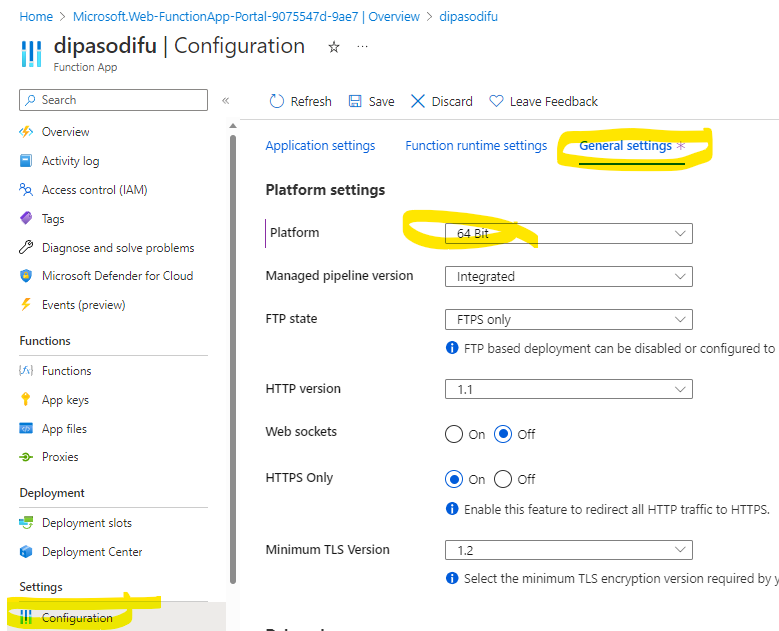 Home > Microsoft.Web-FunctionApp-Portal-9075547d-9ae7 | Overview > dipasodifu
dipasodifu | Configuration ☆ ...
Function App
Search «
Overview
Activity log
Access control (IAM)
Tags
Diagnose and solve problems
Microsoft Defender for Cloud
Events (preview)
Functions
Functions
App keys
App files
Proxies
Deployment
Deployment slots
Deployment Center
Settings
Configuration
Refresh Save Discard Leave Feedback
Application settings Function runtime settings General settings *
Platform settings
Platform 64 Bit
Managed pipeline version Integrated
FTP state FTPS only
FTP based deployment can be disabled or configured to
HTTP version 1.1
Web sockets On Off
HTTPS Only On Off
Enable this feature to redirect all HTTP traffic to HTTPS.
Minimum TLS Version 1.2
Select the minimum TLS encryption version required by